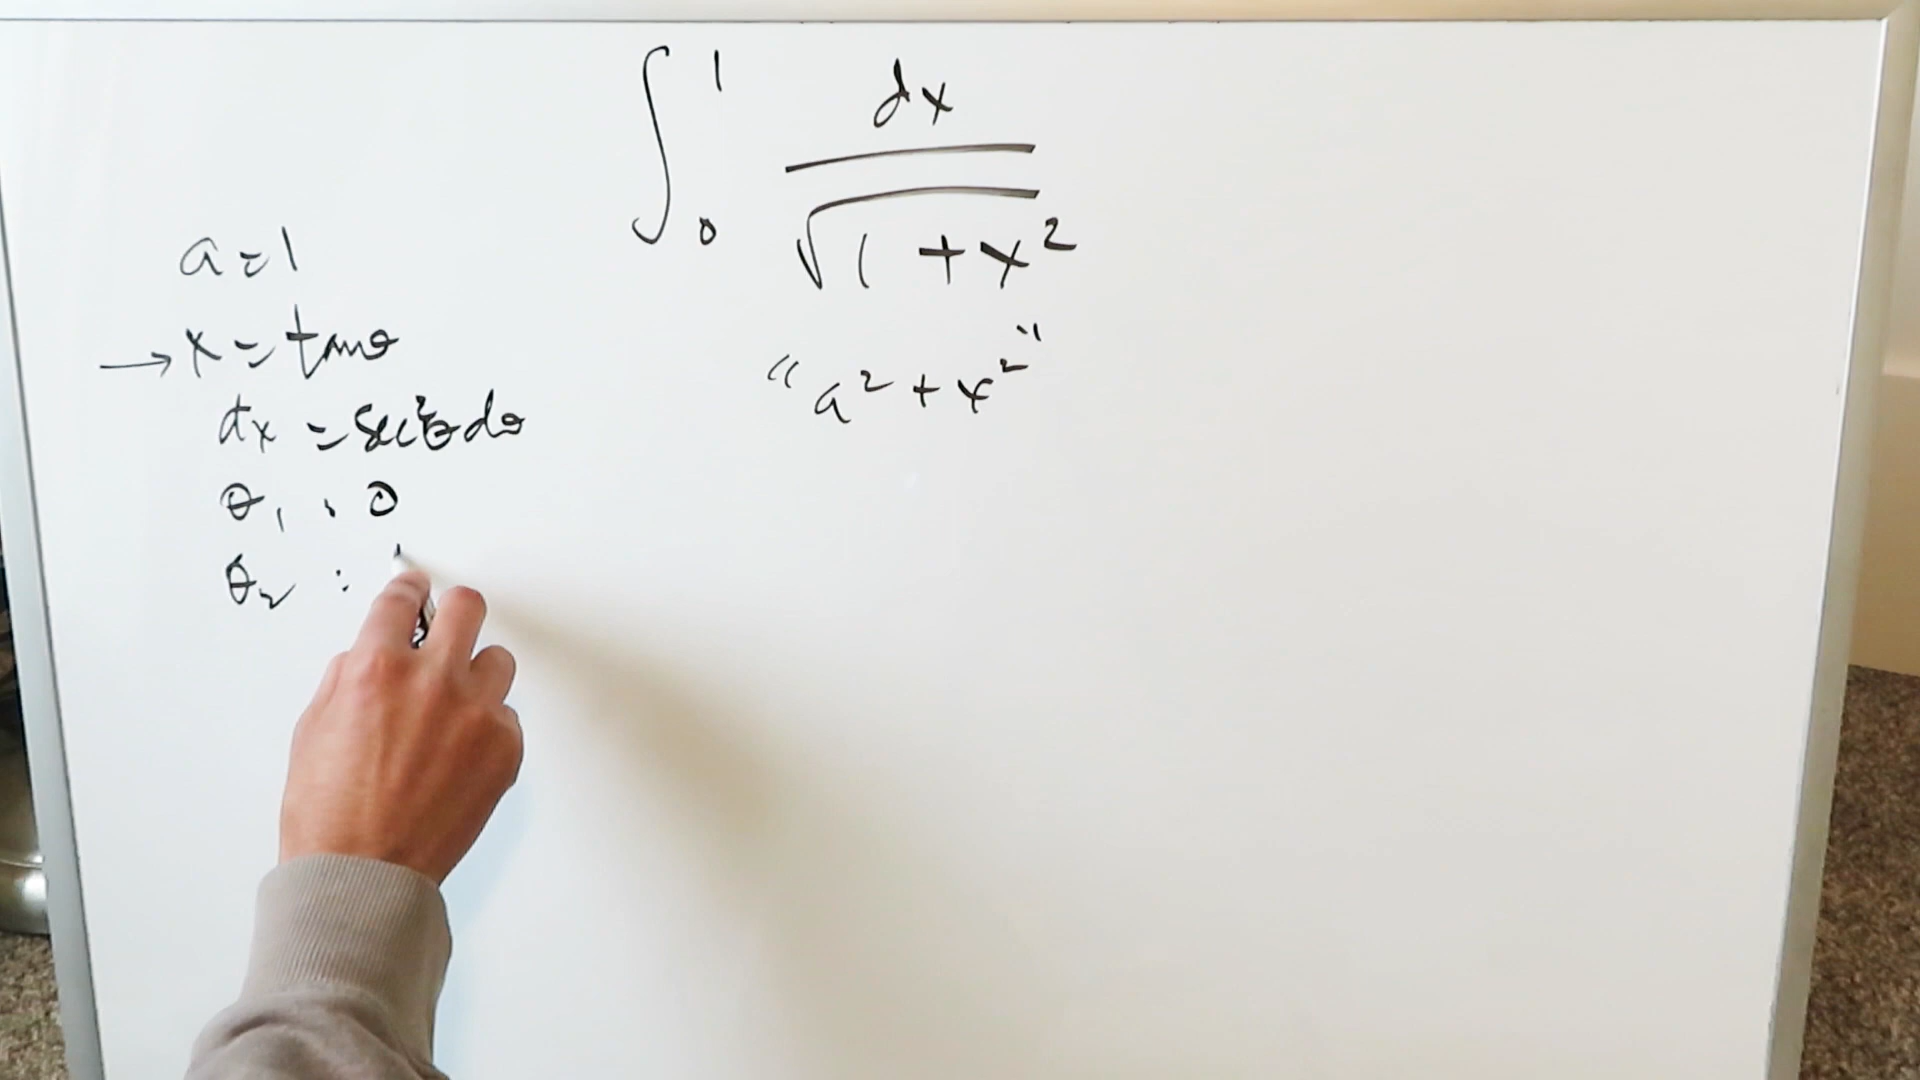 ∫₀¹ dx / √(1 + x²)
"a² + x²"
a = 1
→ x = tanθ
dx = sec²θ dθ
θ₁ : 0
θ₂ :